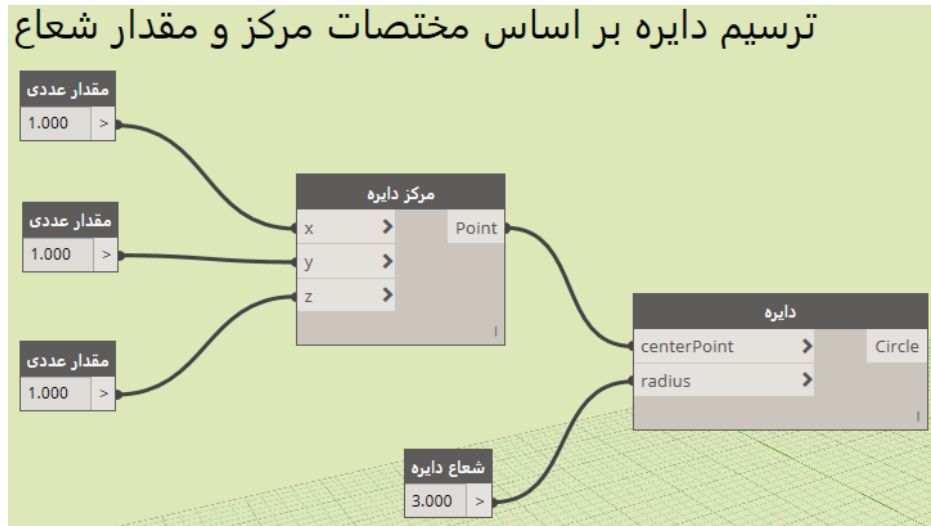 ترسیم دایره بر اساس مختصات مرکز و مقدار شعاع
مقدار عددی
1.000 >
مقدار عددی
1.000 >
مقدار عددی
1.000 >
مرکز دایره
x > Point
y >
z >
l
دایره
centerPoint > Circle
radius >
l
شعاع دایره
3.000 >